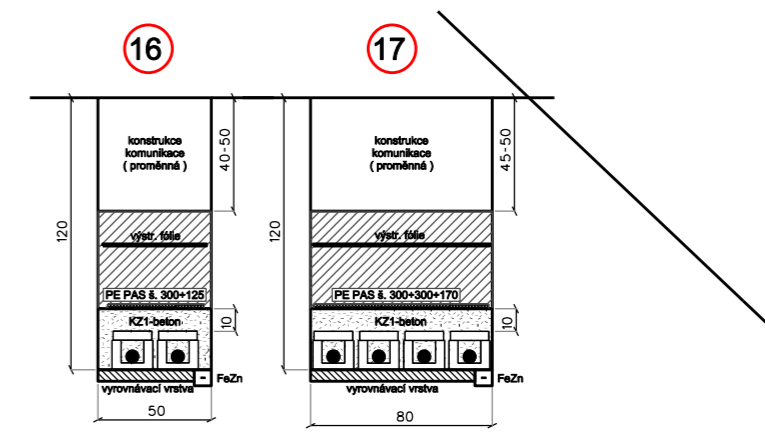 16
17
konstrukce
komunikace
( proměnná )
40-50
konstrukce
komunikace
( proměnná )
45-50
120
výstr. fólie
120
výstr. fólie
PE PAS š. 300+125
PE PAS š. 300+300+170
KZ1-beton
10
KZ1-beton
10
FeZn
FeZn
vyrovnávací vrstva
vyrovnávací vrstva
50
80